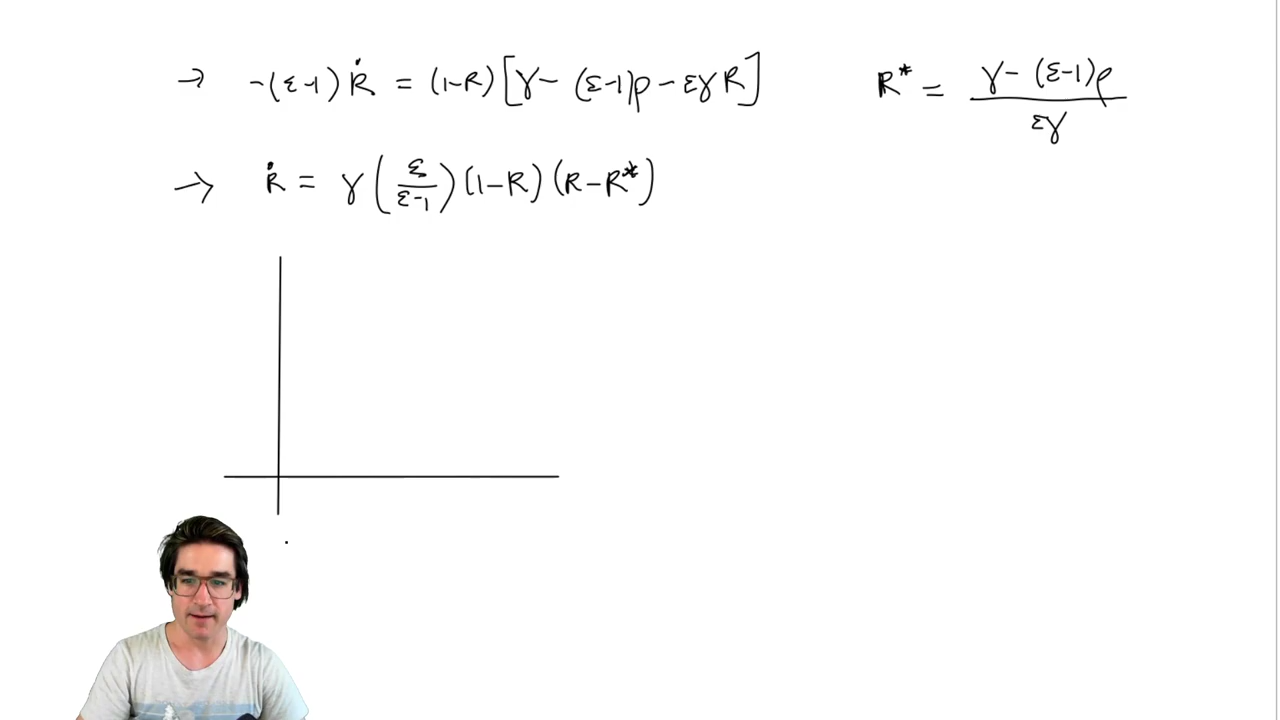 → -(ε-1)Ṙ = (1-R)[γ-(ε-1)ρ-εγR]
R* = γ-(ε-1)ρ / εγ
→ Ṙ = γ(ε/ε-1)(1-R)(R-R*)